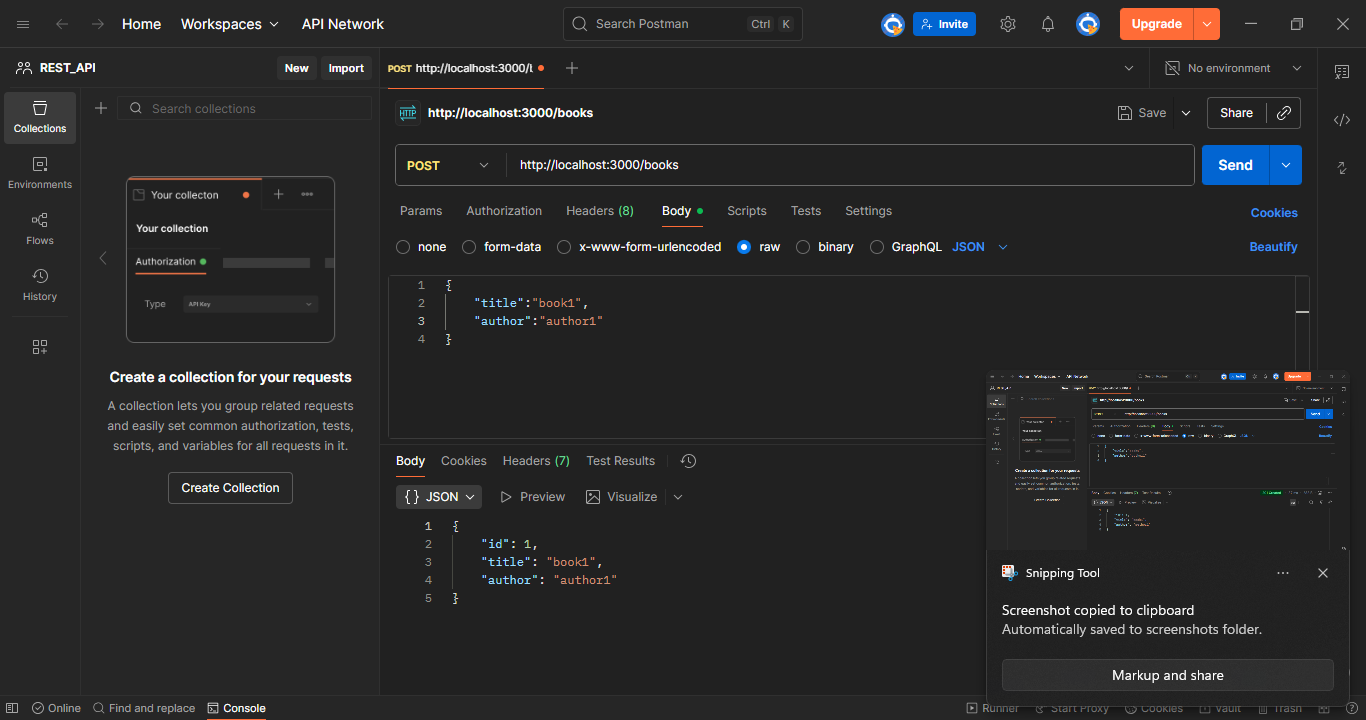 Home Workspaces API Network Search Postman Ctrl K Invite Upgrade
REST_API New Import POST http://localhost:3000/ No environment
Search collections
http://localhost:3000/books Save Share
Collections
Environments
Flows
History
Your collecton
Your collection
Authorization
Type API Key
Create a collection for your requests
A collection lets you group related requests
and easily set common authorization, tests,
scripts, and variables for all requests in it.
Create Collection
POST http://localhost:3000/books Send
Params Authorization Headers (8) Body Scripts Tests Settings Cookies
none form-data x-www-form-urlencoded raw binary GraphQL JSON Beautify
1 {
2 "title":"book1",
3 "author":"author1"
4 }
Body Cookies Headers (7) Test Results
{} JSON Preview Visualize
1 {
2 "id": 1,
3 "title": "book1",
4 "author": "author1"
5 }
Snipping Tool
Screenshot copied to clipboard
Automatically saved to screenshots folder.
Markup and share
Online Find and replace Console Runner Start Proxy Cookies Vault Trash